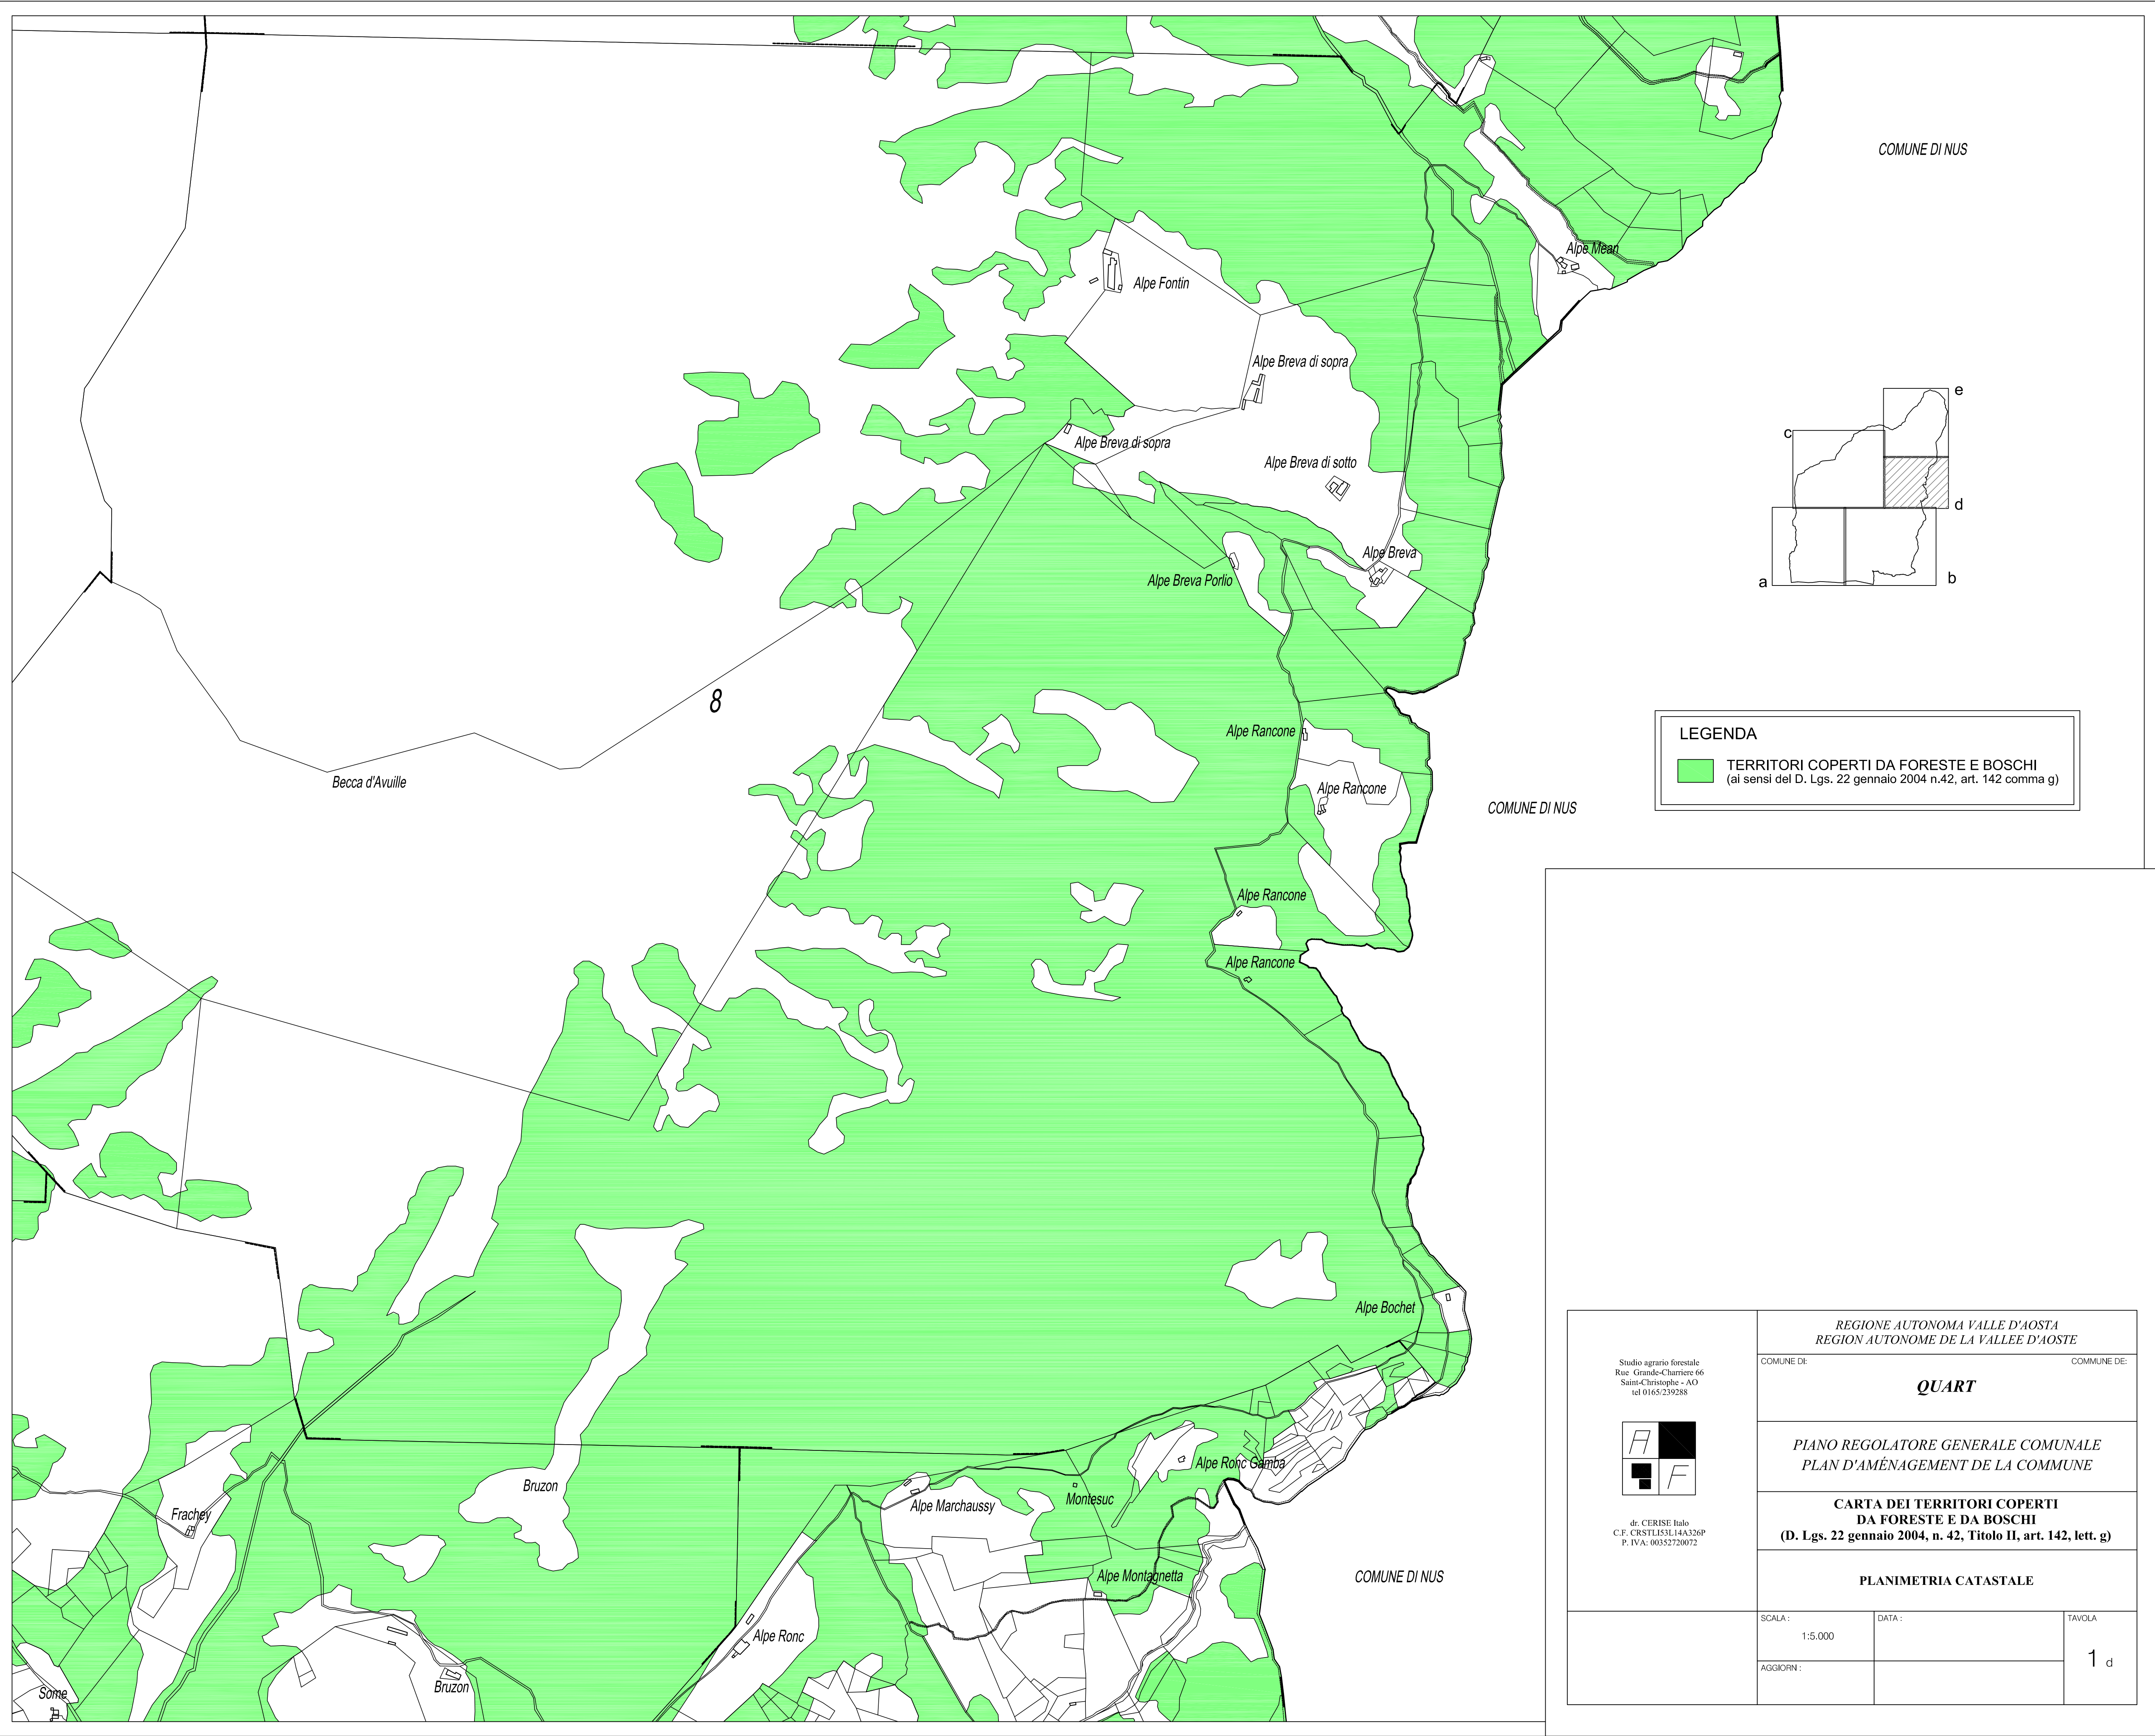 COMUNE DI NUS
Alpe Mean
Alpe Fontin
Alpe Breva di sopra
Alpe Breva di sopra
Alpe Breva di sotto
Alpe Breva
Alpe Breva Porlio
e
c
d
a
b
8
Becca d'Avuille
Alpe Rancone
Alpe Rancone
COMUNE DI NUS
LEGENDA
TERRITORI COPERTI DA FORESTE E BOSCHI
(ai sensi del D. Lgs. 22 gennaio 2004 n.42, art. 142 comma g)
Alpe Rancone
Alpe Rancone
Alpe Bochet
Alpe Ronc Gamba
Bruzon
Montesuc
Alpe Marchaussy
Frachey
Alpe Montagnetta
COMUNE DI NUS
Alpe Ronc
Bruzon
Some
Studio agrario forestale
Rue Grande-Charriere 66
Saint-Christophe - AO
tel 0165/239288
A
F
dr. CERISE Italo
C.F. CRSTLI53L14A326P
P. IVA: 00352720072
REGIONE AUTONOMA VALLE D'AOSTA
REGION AUTONOME DE LA VALLEE D'AOSTE
COMUNE DI: COMMUNE DE:
QUART
PIANO REGOLATORE GENERALE COMUNALE
PLAN D'AMÉNAGEMENT DE LA COMMUNE
CARTA DEI TERRITORI COPERTI
DA FORESTE E DA BOSCHI
(D. Lgs. 22 gennaio 2004, n. 42, Titolo II, art. 142, lett. g)
PLANIMETRIA CATASTALE
SCALA : DATA : TAVOLA
1:5.000
1 d
AGGIORN :